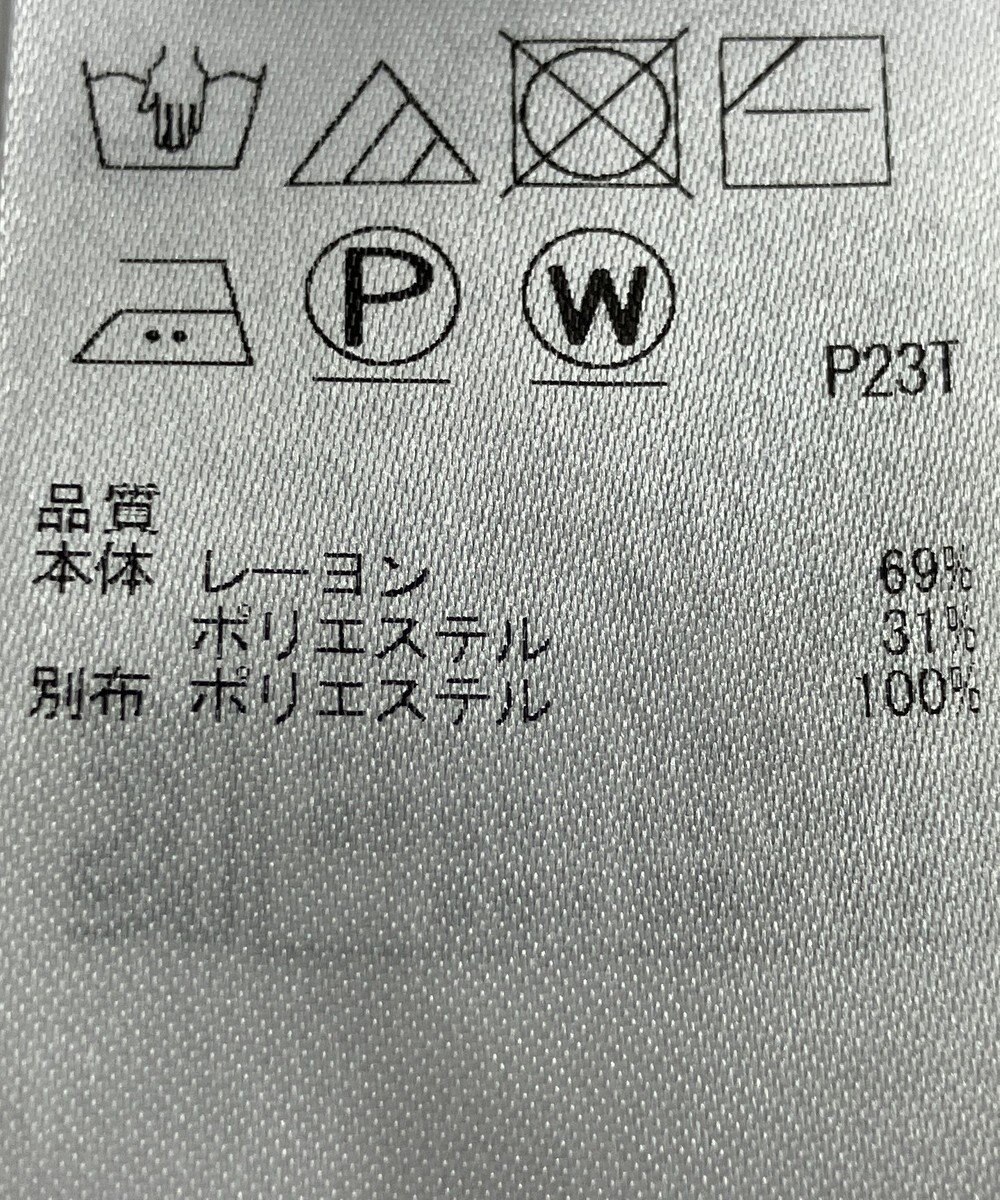 P W
P23T
品質
本体 レーヨン 69%
ポリエステル 31%
別布 ポリエステル 100%